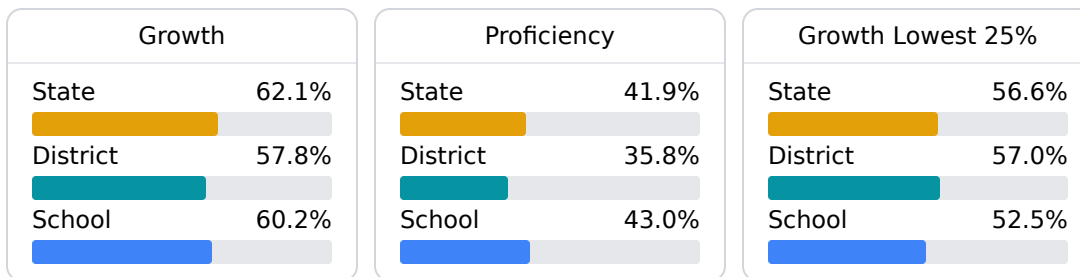 Growth
State 62.1%
District 57.8%
School 60.2%
Proficiency
State 41.9%
District 35.8%
School 43.0%
Growth Lowest 25%
State 56.6%
District 57.0%
School 52.5%